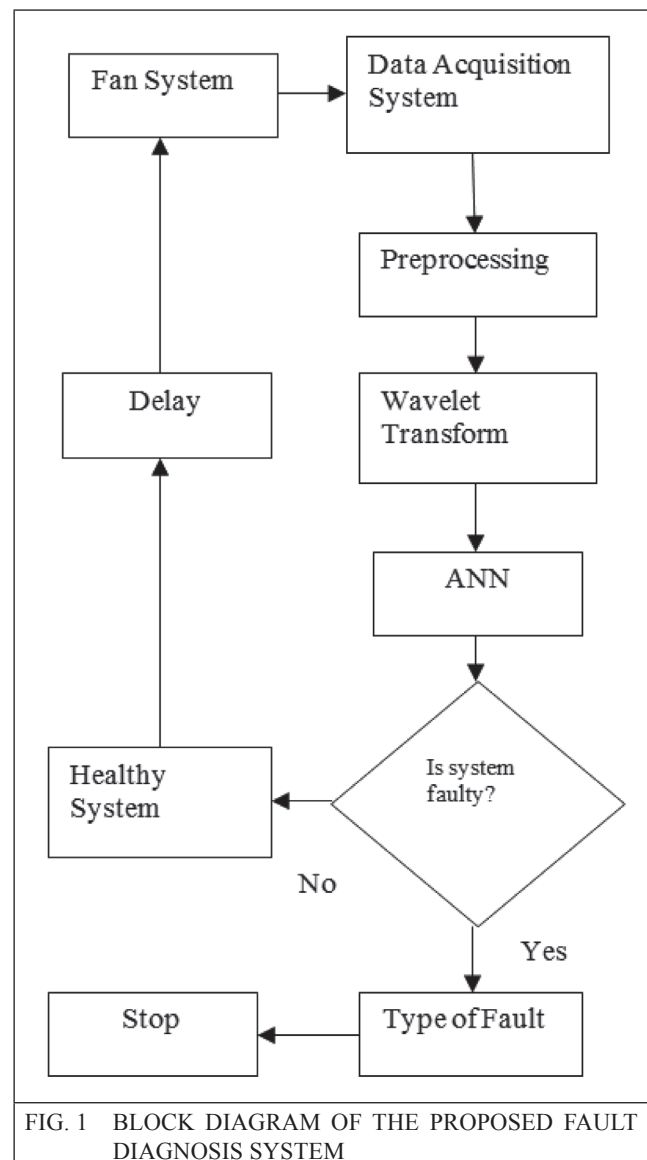 Fan System
Data Acquisition
System
Preprocessing
Wavelet
Transform
Delay
ANN
Is system
faulty?
Healthy
System
No
Yes
Type of Fault
Stop
FIG. 1 BLOCK DIAGRAM OF THE PROPOSED FAULT
DIAGNOSIS SYSTEM